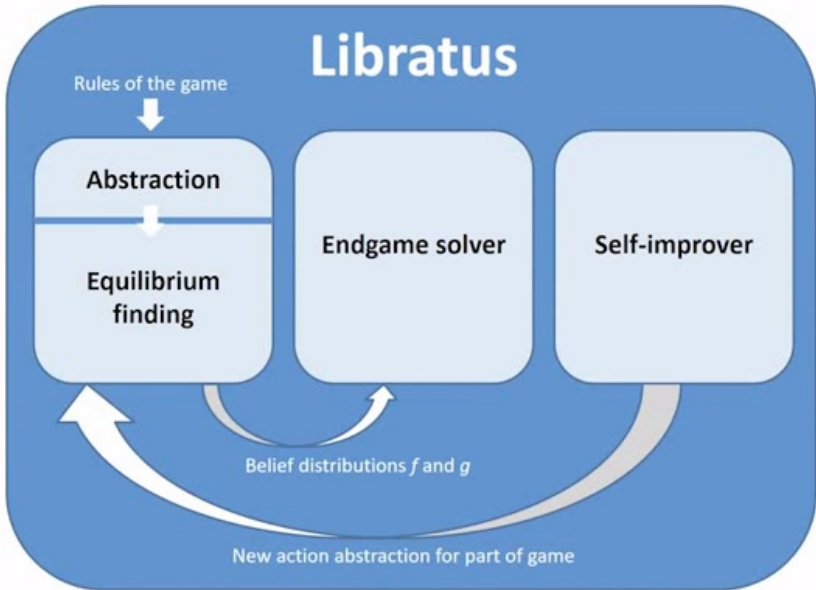 Libratus
Rules of the game
Abstraction
Equilibrium
finding
Endgame solver
Self-improver
Belief distributions f and g
New action abstraction for part of game